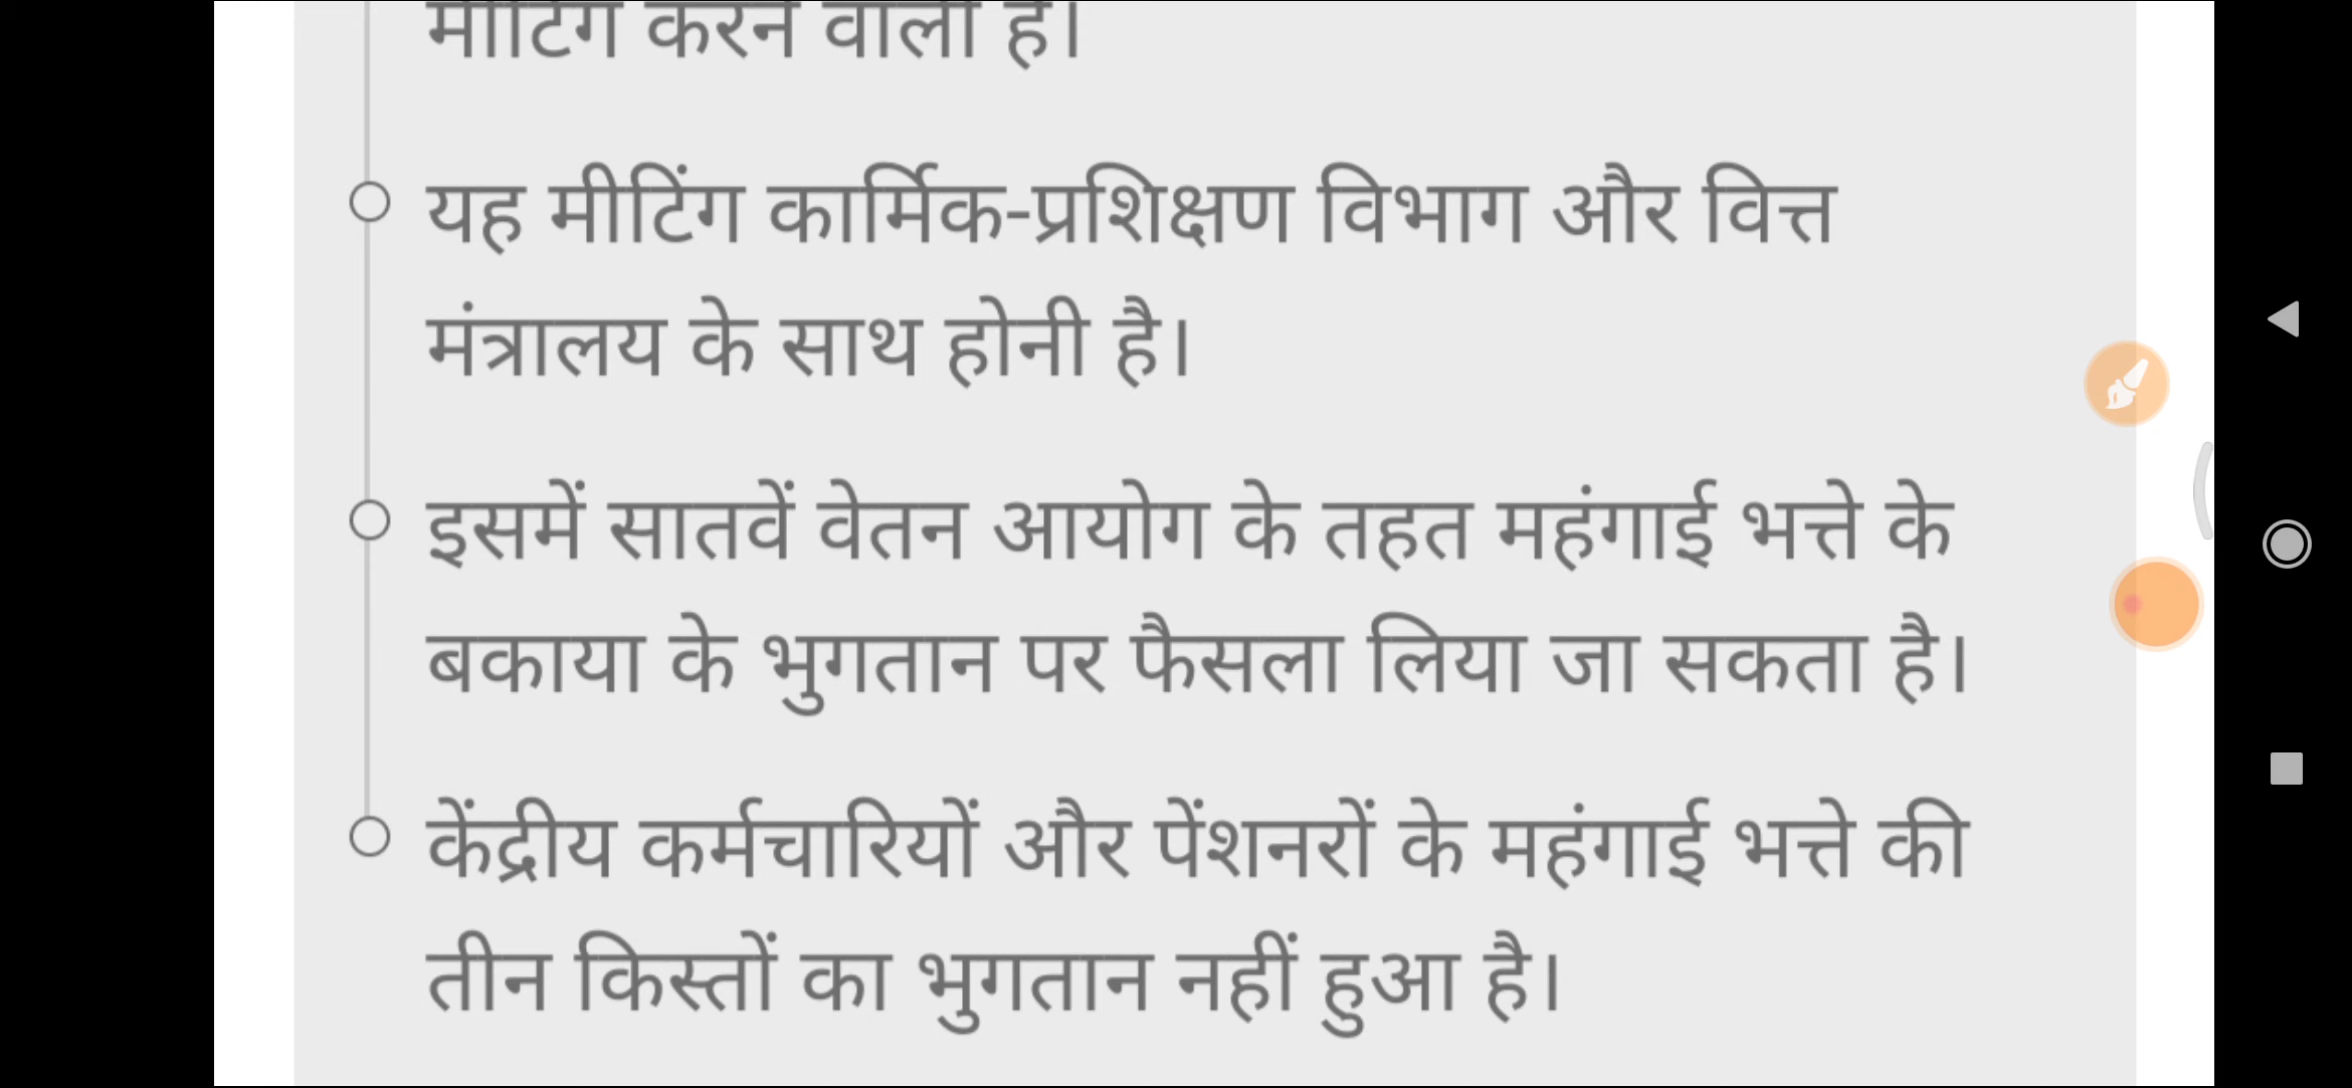 मीटिंग करने वाली है।
यह मीटिंग कार्मिक-प्रशिक्षण विभाग और वित्त
मंत्रालय के साथ होनी है।
इसमें सातवें वेतन आयोग के तहत महंगाई भत्ते के
बकाया के भुगतान पर फैसला लिया जा सकता है।
केंद्रीय कर्मचारियों और पेंशनरों के महंगाई भत्ते की
तीन किस्तों का भुगतान नहीं हुआ है।